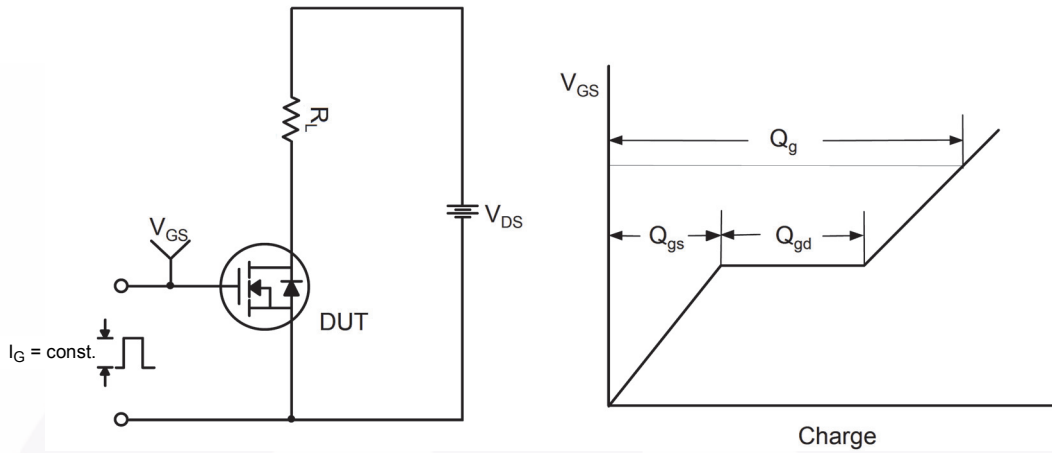 R_L
V_GS
V_DS
DUT
I_G = const.
V_GS
Q_g
Q_gs
Q_gd
Charge